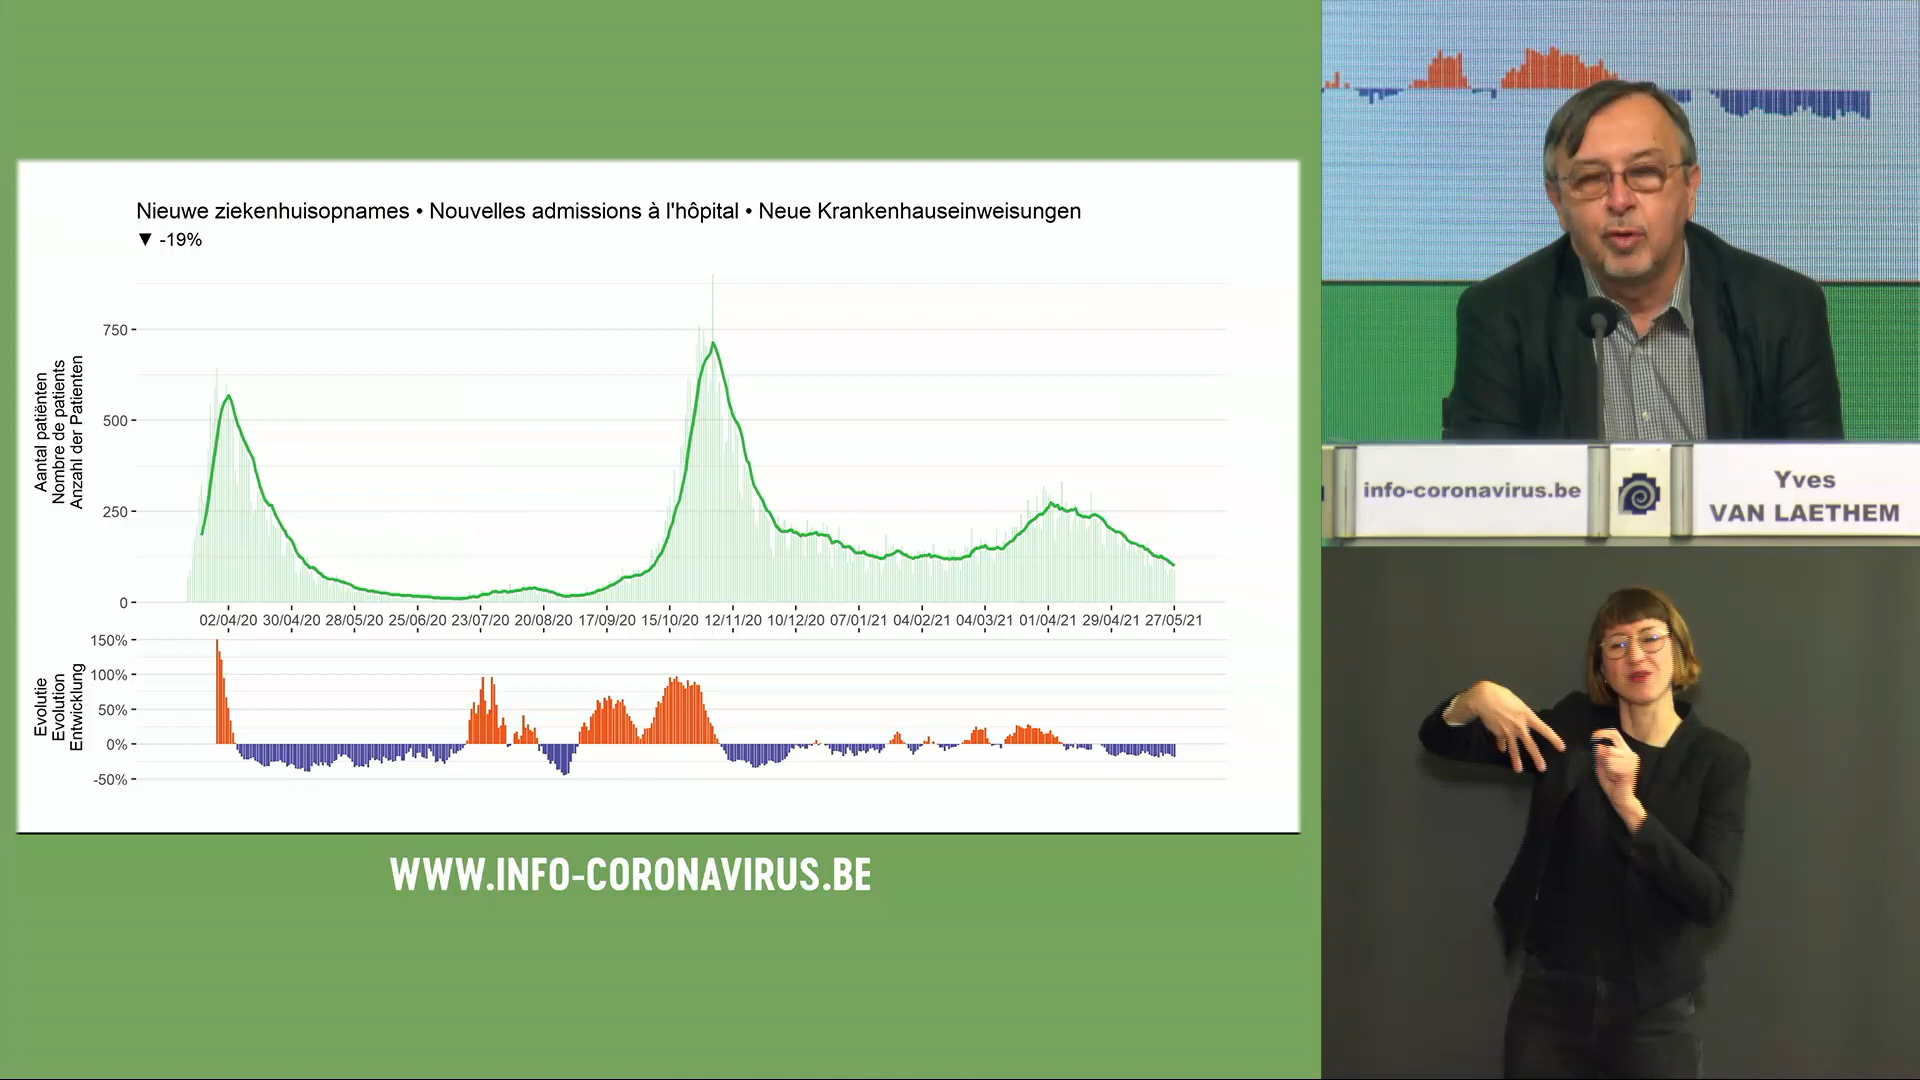 Nieuwe ziekenhuisopnames • Nouvelles admissions à l'hôpital • Neue Krankenhauseinweisungen
▼ -19%
Aantal patiënten
Nombre de patients
Anzahl der Patienten
750
500
250
0
02/04/20 30/04/20 28/05/20 25/06/20 23/07/20 20/08/20 17/09/20 15/10/20 12/11/20 10/12/20 07/01/21 04/02/21 04/03/21 01/04/21 29/04/21 27/05/21
Evolutie
Evolution
Entwicklung
150%
100%
50%
0%
-50%
WWW.INFO-CORONAVIRUS.BE
info-coronavirus.be
Yves
VAN LAETHEM